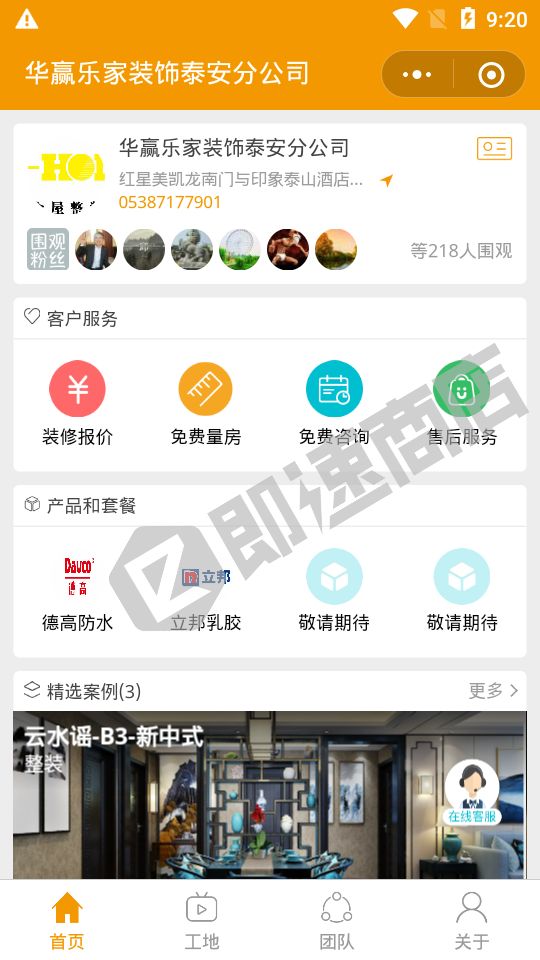 9:20
华赢乐家装饰泰安分公司
华赢乐家装饰泰安分公司
红星美凯龙南门与印象泰山酒店...
05387177901
屋 整
围观
粉丝
等218人围观
客户服务
装修报价
免费量房
免费咨询
售后服务
即速商店
产品和套餐
Davco
德高
立邦
德高防水
立邦乳胶
敬请期待
敬请期待
精选案例(3)
更多
云水谣-B3-新中式
整装
在线客服
首页
工地
团队
关于